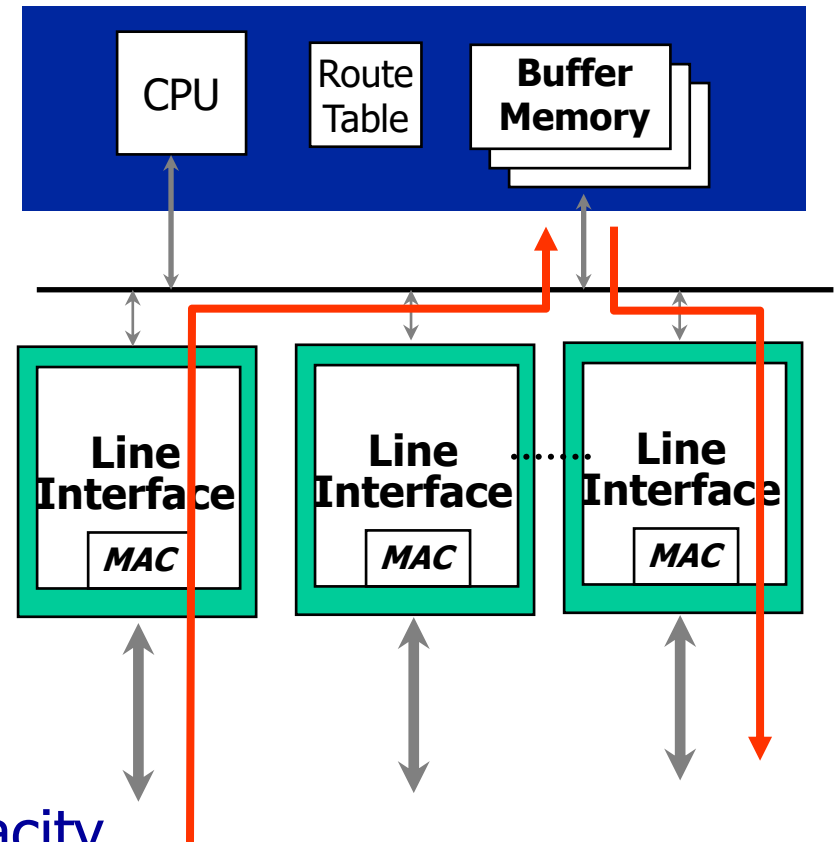 CPU
Route
Table
Buffer
Memory
Line
Interface
MAC
Line
Interface
MAC
Line
Interface
MAC